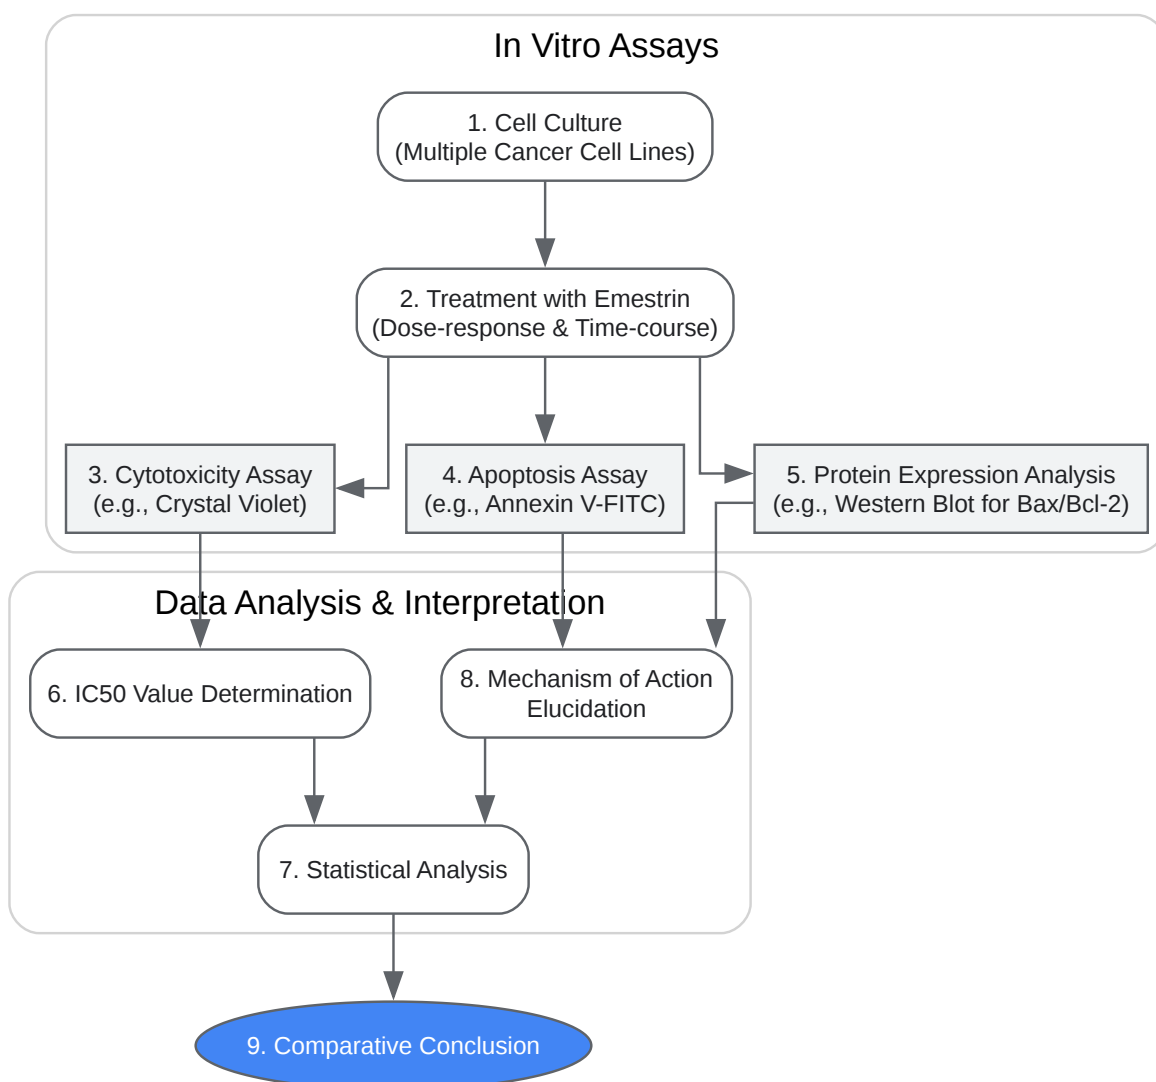 In Vitro Assays
1. Cell Culture
(Multiple Cancer Cell Lines)
2. Treatment with Emestrin
(Dose-response & Time-course)
3. Cytotoxicity Assay
(e.g., Crystal Violet)
4. Apoptosis Assay
(e.g., Annexin V-FITC)
5. Protein Expression Analysis
(e.g., Western Blot for Bax/Bcl-2)
Data Analysis & Interpretation
6. IC50 Value Determination
8. Mechanism of Action
Elucidation
7. Statistical Analysis
9. Comparative Conclusion